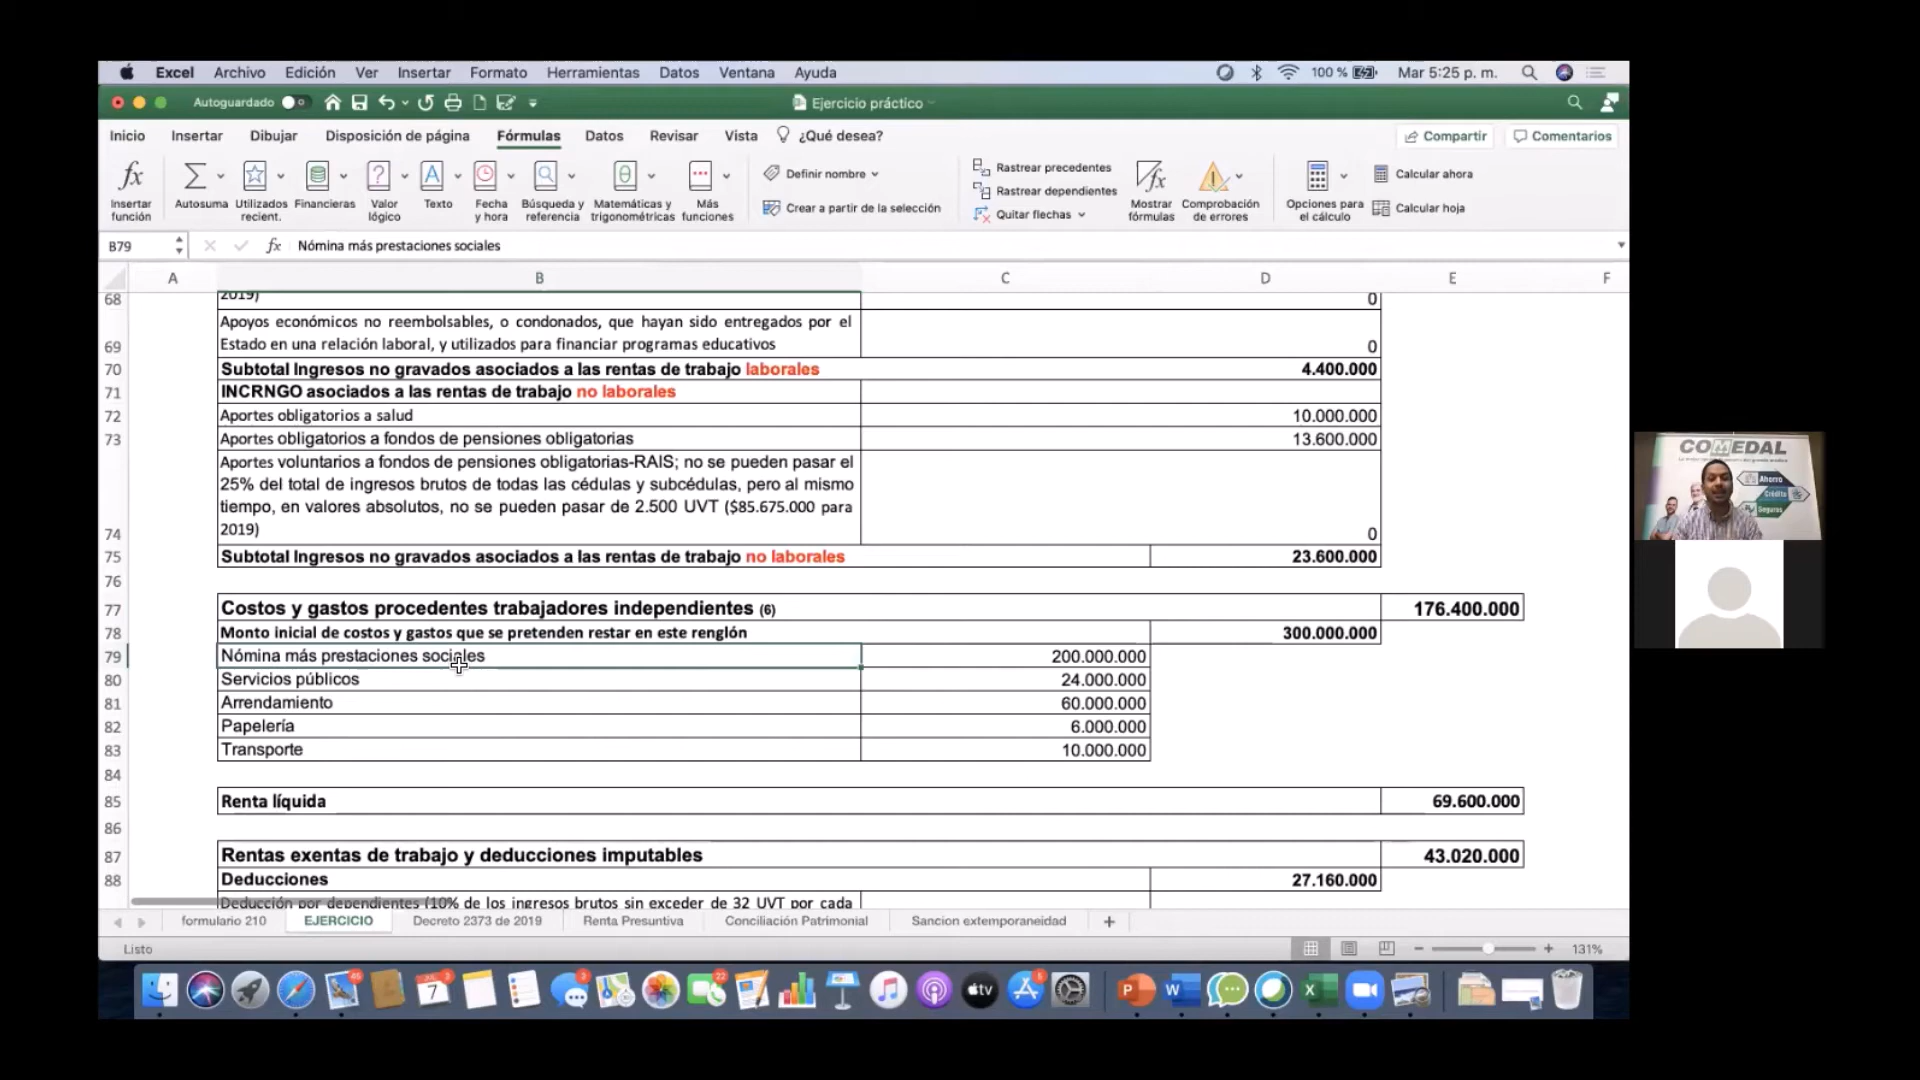 Excel Archivo Edición Ver Insertar Formato Herramientas Datos Ventana Ayuda 100 % Mar 5:25 p. m.
Autoguardado Ejercicio práctico
Inicio Insertar Dibujar Disposición de página Fórmulas Datos Revisar Vista ¿Qué desea? Compartir Comentarios
Insertar función
Autosuma
Utilizados recient.
Financieras
Valor lógico
Texto
Fecha y hora
Búsqueda y referencia
Matemáticas y trigonométricas
Más funciones
Definir nombre
Crear a partir de la selección
Rastrear precedentes
Rastrear dependientes
Quitar flechas
Mostrar fórmulas
Comprobación de errores
Opciones para el cálculo
Calcular ahora
Calcular hoja
B79 fx Nómina más prestaciones sociales
A B C D E F
68 2019) 0
Apoyos económicos no reembolsables, o condonados, que hayan sido entregados por el
69 Estado en una relación laboral, y utilizados para financiar programas educativos 0
70 Subtotal Ingresos no gravados asociados a las rentas de trabajo laborales 4.400.000
71 INCRNGO asociados a las rentas de trabajo no laborales
72 Aportes obligatorios a salud 10.000.000
73 Aportes obligatorios a fondos de pensiones obligatorias 13.600.000
Aportes voluntarios a fondos de pensiones obligatorias-RAIS; no se pueden pasar el
25% del total de ingresos brutos de todas las cédulas y subcédulas, pero al mismo
tiempo, en valores absolutos, no se pueden pasar de 2.500 UVT ($85.675.000 para
74 2019) 0
75 Subtotal Ingresos no gravados asociados a las rentas de trabajo no laborales 23.600.000
76
77 Costos y gastos procedentes trabajadores independientes (6) 176.400.000
78 Monto inicial de costos y gastos que se pretenden restar en este renglón 300.000.000
79 Nómina más prestaciones sociales 200.000.000
80 Servicios públicos 24.000.000
81 Arrendamiento 60.000.000
82 Papelería 6.000.000
83 Transporte 10.000.000
84
85 Renta líquida 69.600.000
86
87 Rentas exentas de trabajo y deducciones imputables 43.020.000
88 Deducciones 27.160.000
Deducción por dependientes (10% de los ingresos brutos sin exceder de 32 UVT por cada
formulario 210 EJERCICIO Decreto 2373 de 2019 Renta Presuntiva Conciliación Patrimonial Sancion extemporaneidad
Listo 131%
COMEDAL
Ahorro
Crédito
Seguros